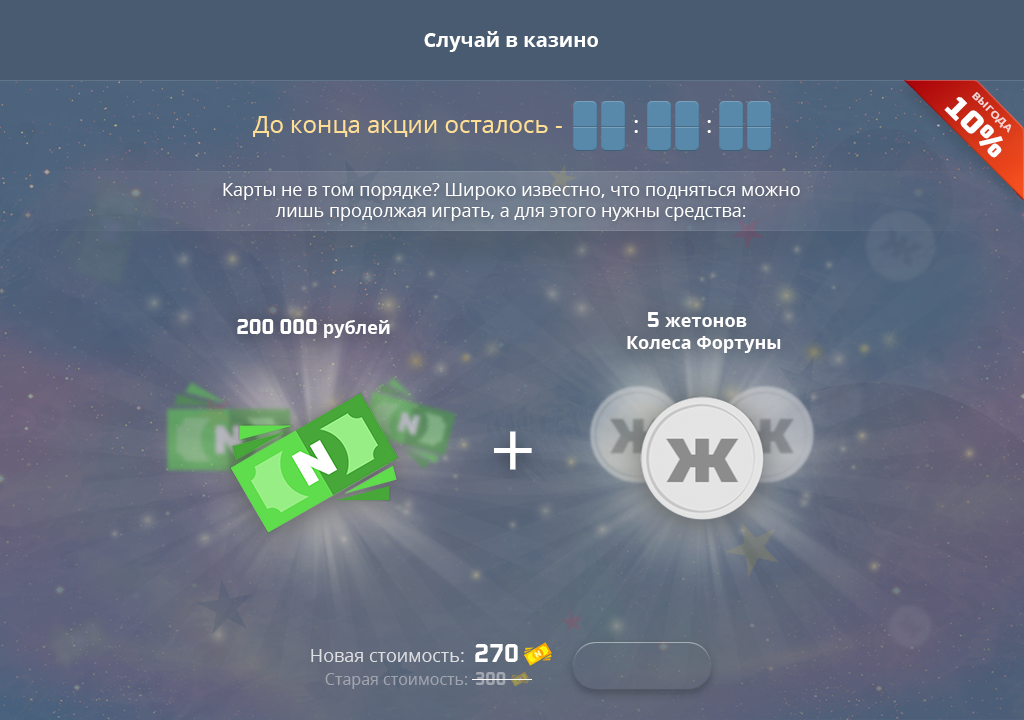 Случай в казино
ВЫГОДА
10%
До конца акции осталось - : :
Карты не в том порядке? Широко известно, что подняться можно
лишь продолжая играть, а для этого нужны средства:
200 000 рублей
5 жетонов
Колеса Фортуны
N N N
+
Ж Ж Ж
Новая стоимость: 270
Старая стоимость: 300